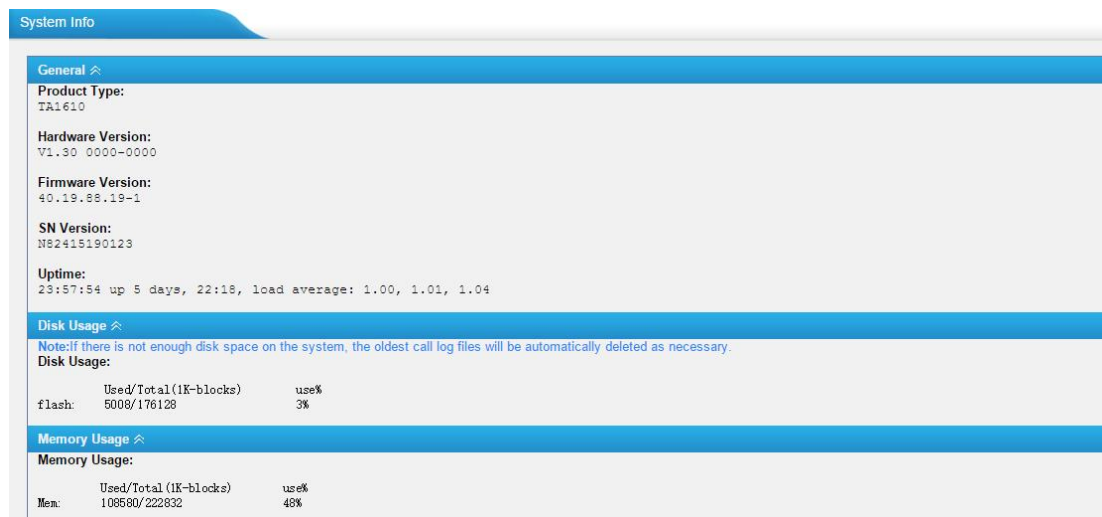 System Info
General
Product Type:
TA1610
Hardware Version:
V1.30 0000-0000
Firmware Version:
40.19.88.19-1
SN Version:
N82415190123
Uptime:
23:57:54 up 5 days, 22:18, load average: 1.00, 1.01, 1.04
Disk Usage
Note:If there is not enough disk space on the system, the oldest call log files will be automatically deleted as necessary.
Disk Usage:
Used/Total(1K-blocks) use%
flash: 5008/176128 3%
Memory Usage
Memory Usage:
Used/Total(1K-blocks) use%
Mem: 108580/222832 48%